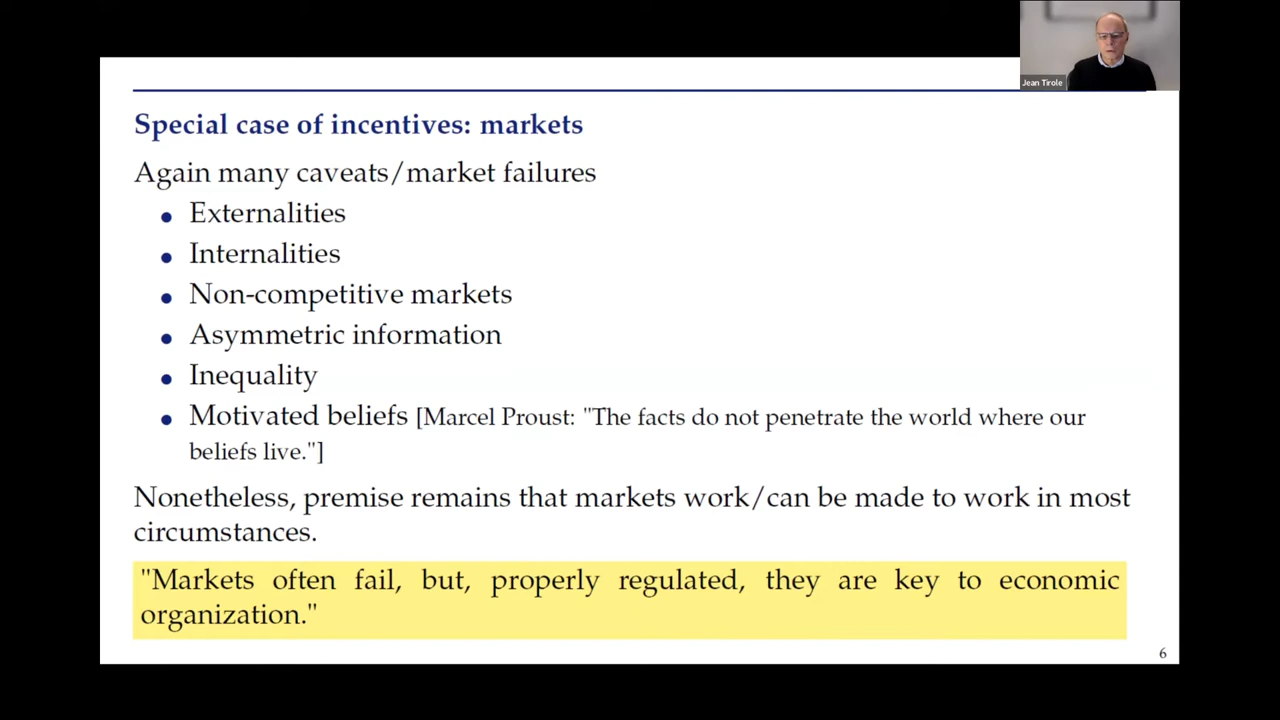 Jean Tirole
Special case of incentives: markets
Again many caveats/market failures
• Externalities
• Internalities
• Non-competitive markets
• Asymmetric information
• Inequality
• Motivated beliefs [Marcel Proust: "The facts do not penetrate the world where our
beliefs live."]
Nonetheless, premise remains that markets work/can be made to work in most
circumstances.
"Markets often fail, but, properly regulated, they are key to economic
organization."
6